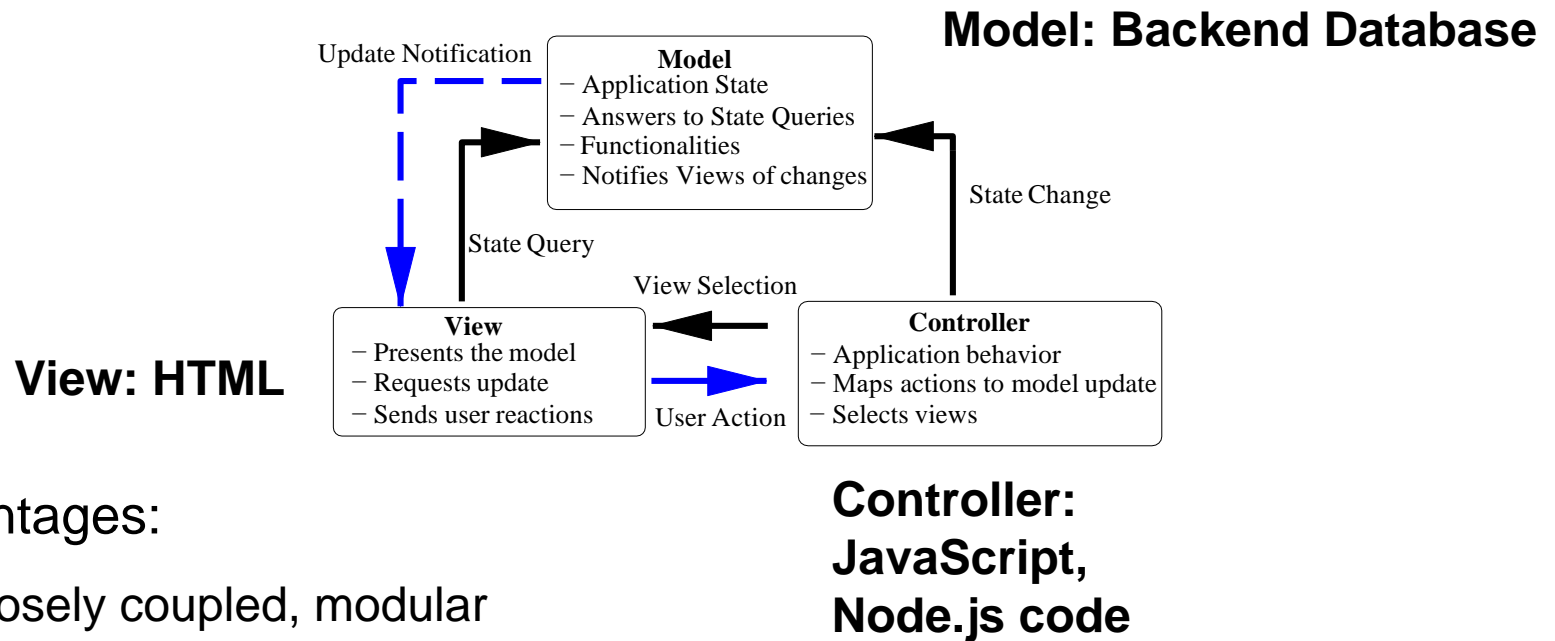 Model: Backend Database
Update Notification
Model
− Application State
− Answers to State Queries
− Functionalities
− Notifies Views of changes
State Change
State Query
View Selection
View
− Presents the model
− Requests update
− Sends user reactions
Controller
− Application behavior
− Maps actions to model update
− Selects views
View: HTML
User Action
Controller:
JavaScript,
Node.js code
ntages:
osely coupled, modular